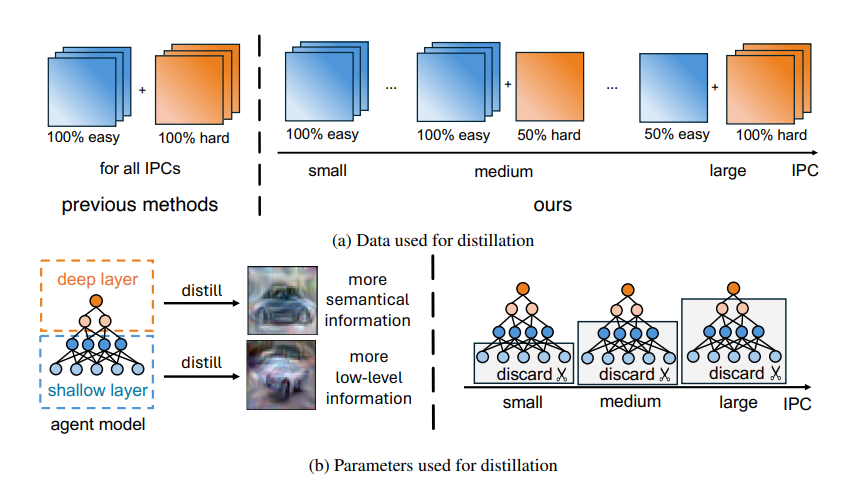 100% easy
+
100% hard
for all IPCs
previous methods
100% easy
...
100% easy
+
50% hard
...
50% easy
+
100% hard
small
medium
large
IPC
ours
(a) Data used for distillation
deep layer
shallow layer
agent model
distill
more
semantical
information
distill
more
low-level
information
discard
discard
discard
small
medium
large
IPC
(b) Parameters used for distillation